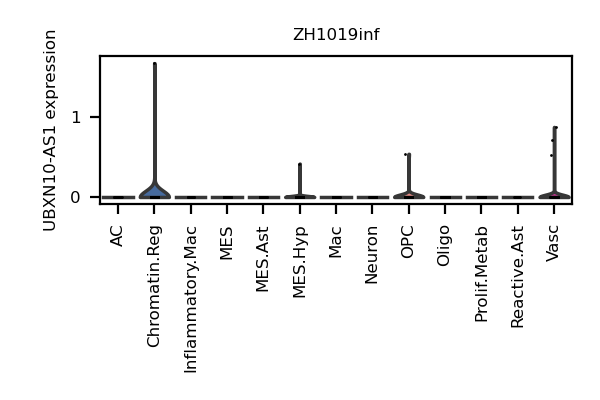 ZH1019inf
UBXN10-AS1 expression
1
0
AC
Chromatin.Reg
Inflammatory.Mac
MES
MES.Ast
MES.Hyp
Mac
Neuron
OPC
Oligo
Prolif.Metab
Reactive.Ast
Vasc